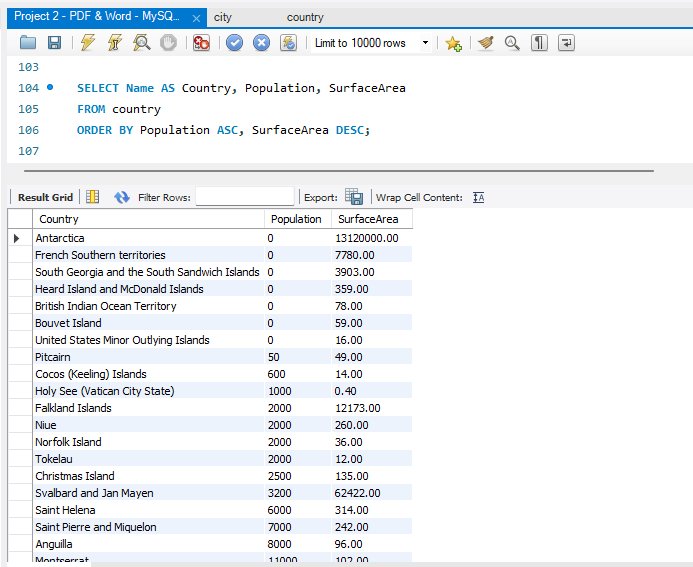 Project 2 - PDF & Word - MySQ... × city country
Limit to 10000 rows
103
104 SELECT Name AS Country, Population, SurfaceArea
105 FROM country
106 ORDER BY Population ASC, SurfaceArea DESC;
107
Result Grid Filter Rows: Export: Wrap Cell Content: IA
Country Population SurfaceArea
Antarctica 0 13120000.00
French Southern territories 0 7780.00
South Georgia and the South Sandwich Islands 0 3903.00
Heard Island and McDonald Islands 0 359.00
British Indian Ocean Territory 0 78.00
Bouvet Island 0 59.00
United States Minor Outlying Islands 0 16.00
Pitcairn 50 49.00
Cocos (Keeling) Islands 600 14.00
Holy See (Vatican City State) 1000 0.40
Falkland Islands 2000 12173.00
Niue 2000 260.00
Norfolk Island 2000 36.00
Tokelau 2000 12.00
Christmas Island 2500 135.00
Svalbard and Jan Mayen 3200 62422.00
Saint Helena 6000 314.00
Saint Pierre and Miquelon 7000 242.00
Anguilla 8000 96.00
Montserrat 11000 102.00